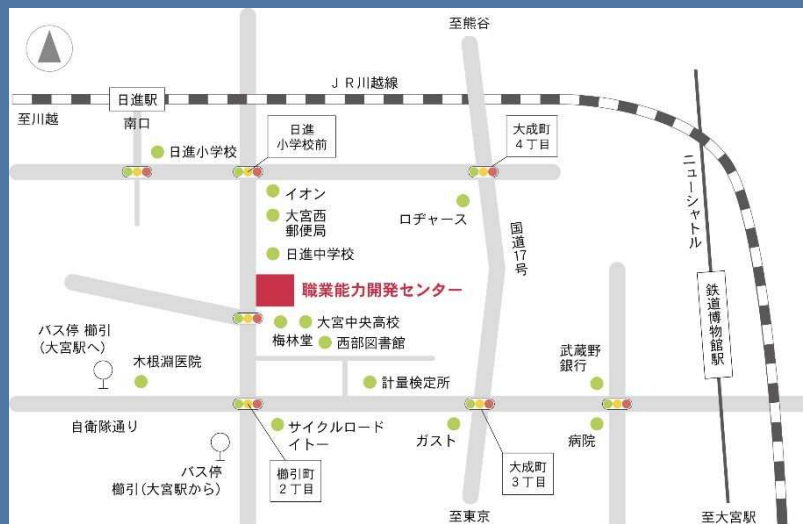 至熊谷
ＪＲ川越線
日進駅
至川越
南口
日進
小学校前
大成町
４丁目
日進小学校
イオン
大宮西
郵便局
ロヂャース
日進中学校
国道17号
ニューシャトル
職業能力開発センター
鉄道博物館駅
大宮中央高校
梅林堂
西部図書館
バス停 櫛引
(大宮駅へ)
木根淵医院
武蔵野
銀行
計量検定所
自衛隊通り
サイクルロード
イトー
ガスト
病院
バス停
櫛引(大宮駅から)
櫛引町
２丁目
大成町
３丁目
至東京
至大宮駅